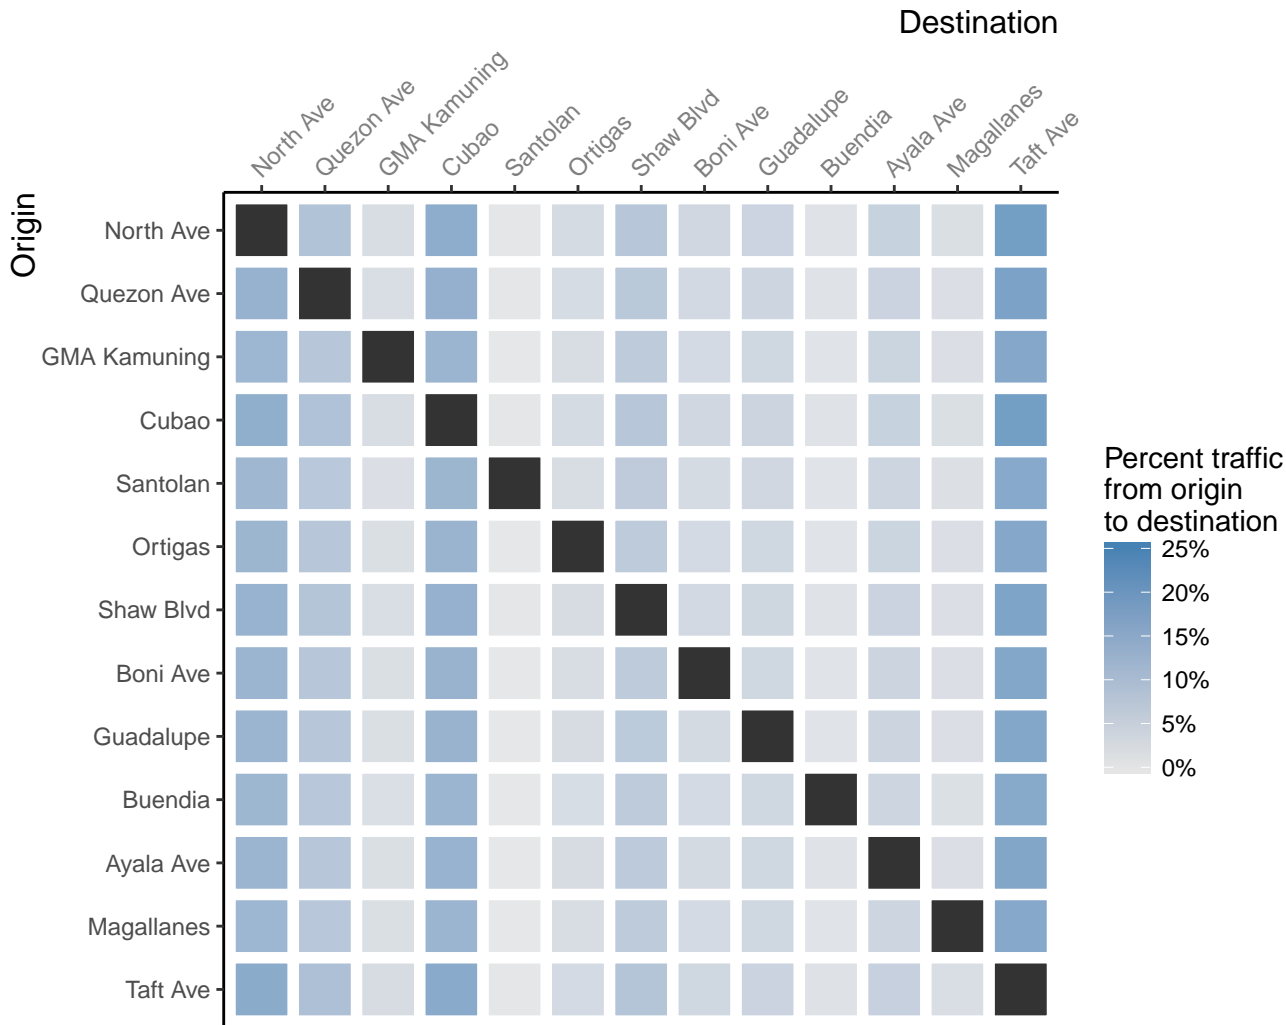 Destination
North Ave
Quezon Ave
GMA Kamuning
Cubao
Santolan
Ortigas
Shaw Blvd
Boni Ave
Guadalupe
Buendia
Ayala Ave
Magallanes
Taft Ave
Origin
North Ave
Quezon Ave
GMA Kamuning
Cubao
Santolan
Ortigas
Shaw Blvd
Boni Ave
Guadalupe
Buendia
Ayala Ave
Magallanes
Taft Ave
Percent traffic
from origin
to destination
25%
20%
15%
10%
5%
0%